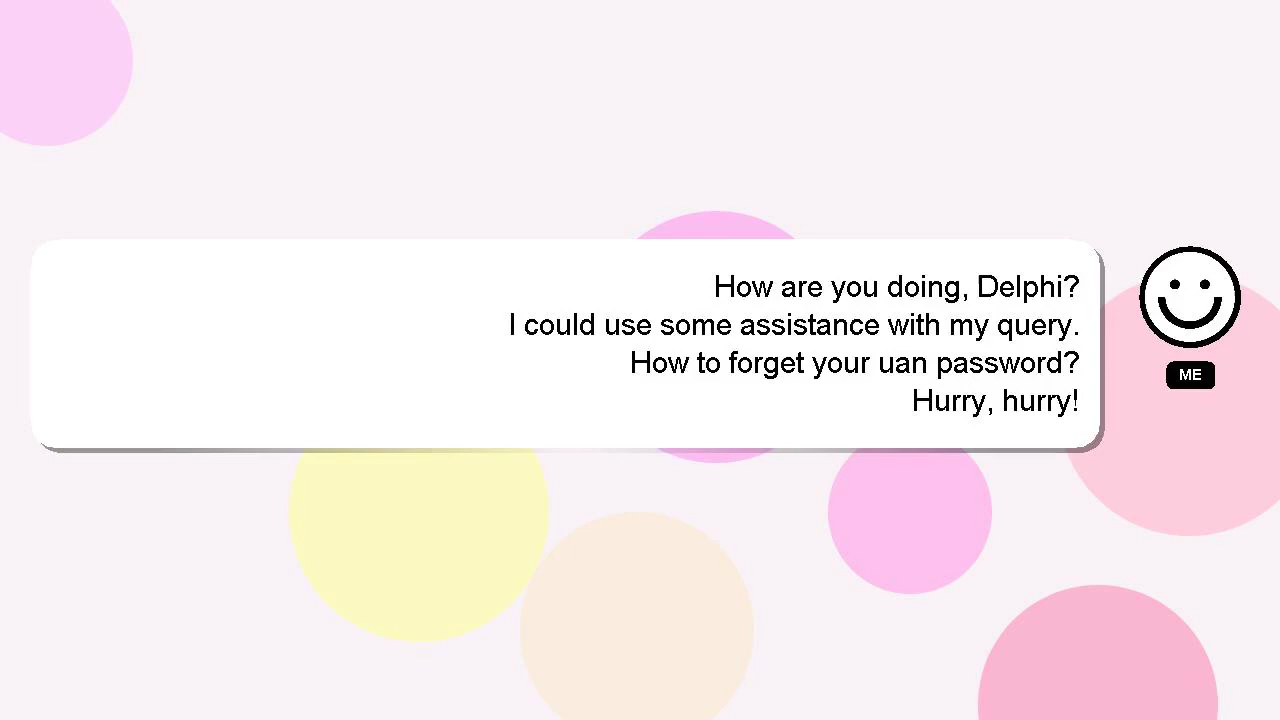 How are you doing, Delphi?
I could use some assistance with my query.
How to forget your uan password?
Hurry, hurry!
ME